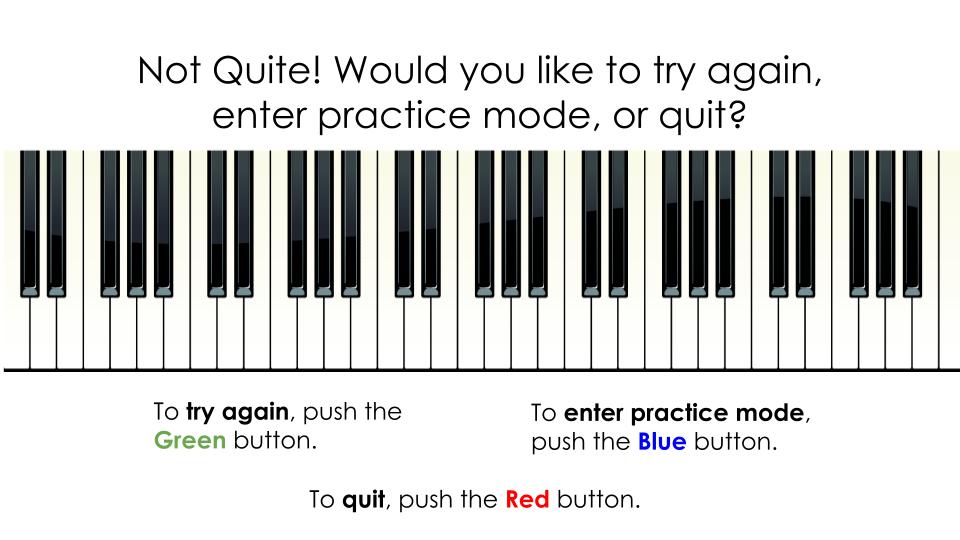 Not Quite! Would you like to try again,
enter practice mode, or quit?
To try again, push the
Green button.
To enter practice mode,
push the Blue button.
To quit, push the Red button.